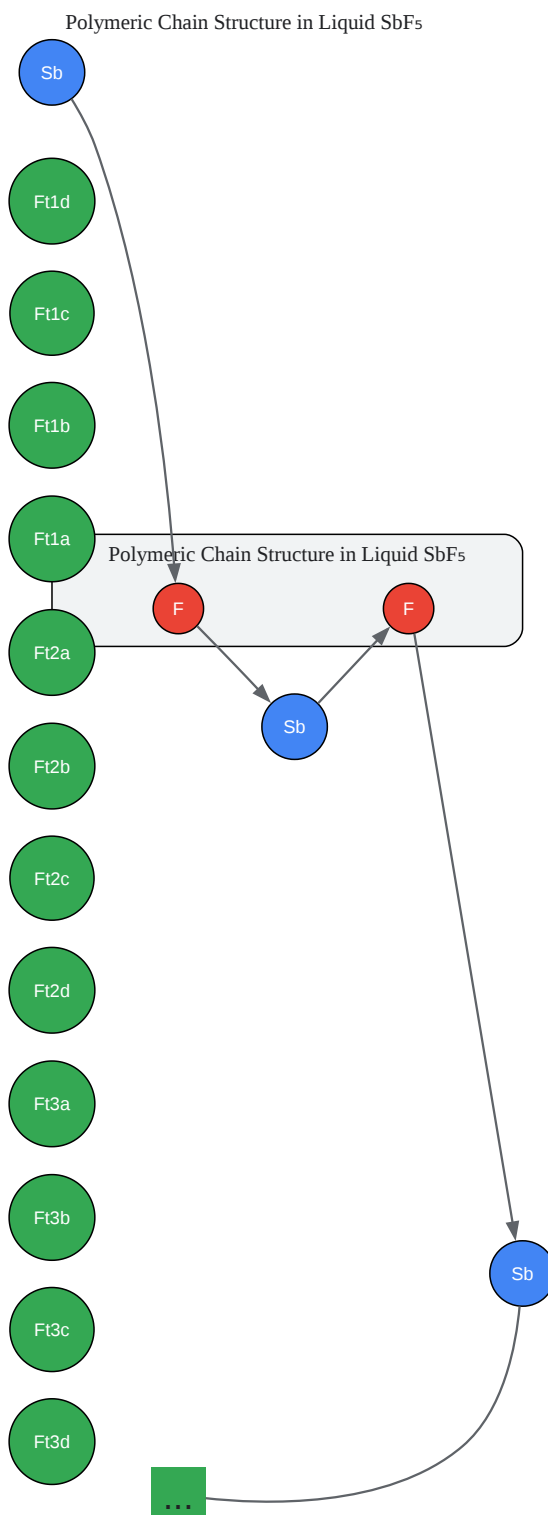 Polymeric Chain Structure in Liquid SbF₅
Sb
Ft1d
Ft1c
Ft1b
Ft1a
Polymeric Chain Structure in Liquid SbF₅
F
F
Ft2a
Sb
Ft2b
Ft2c
Ft2d
Ft3a
Ft3b
Sb
Ft3c
Ft3d
...